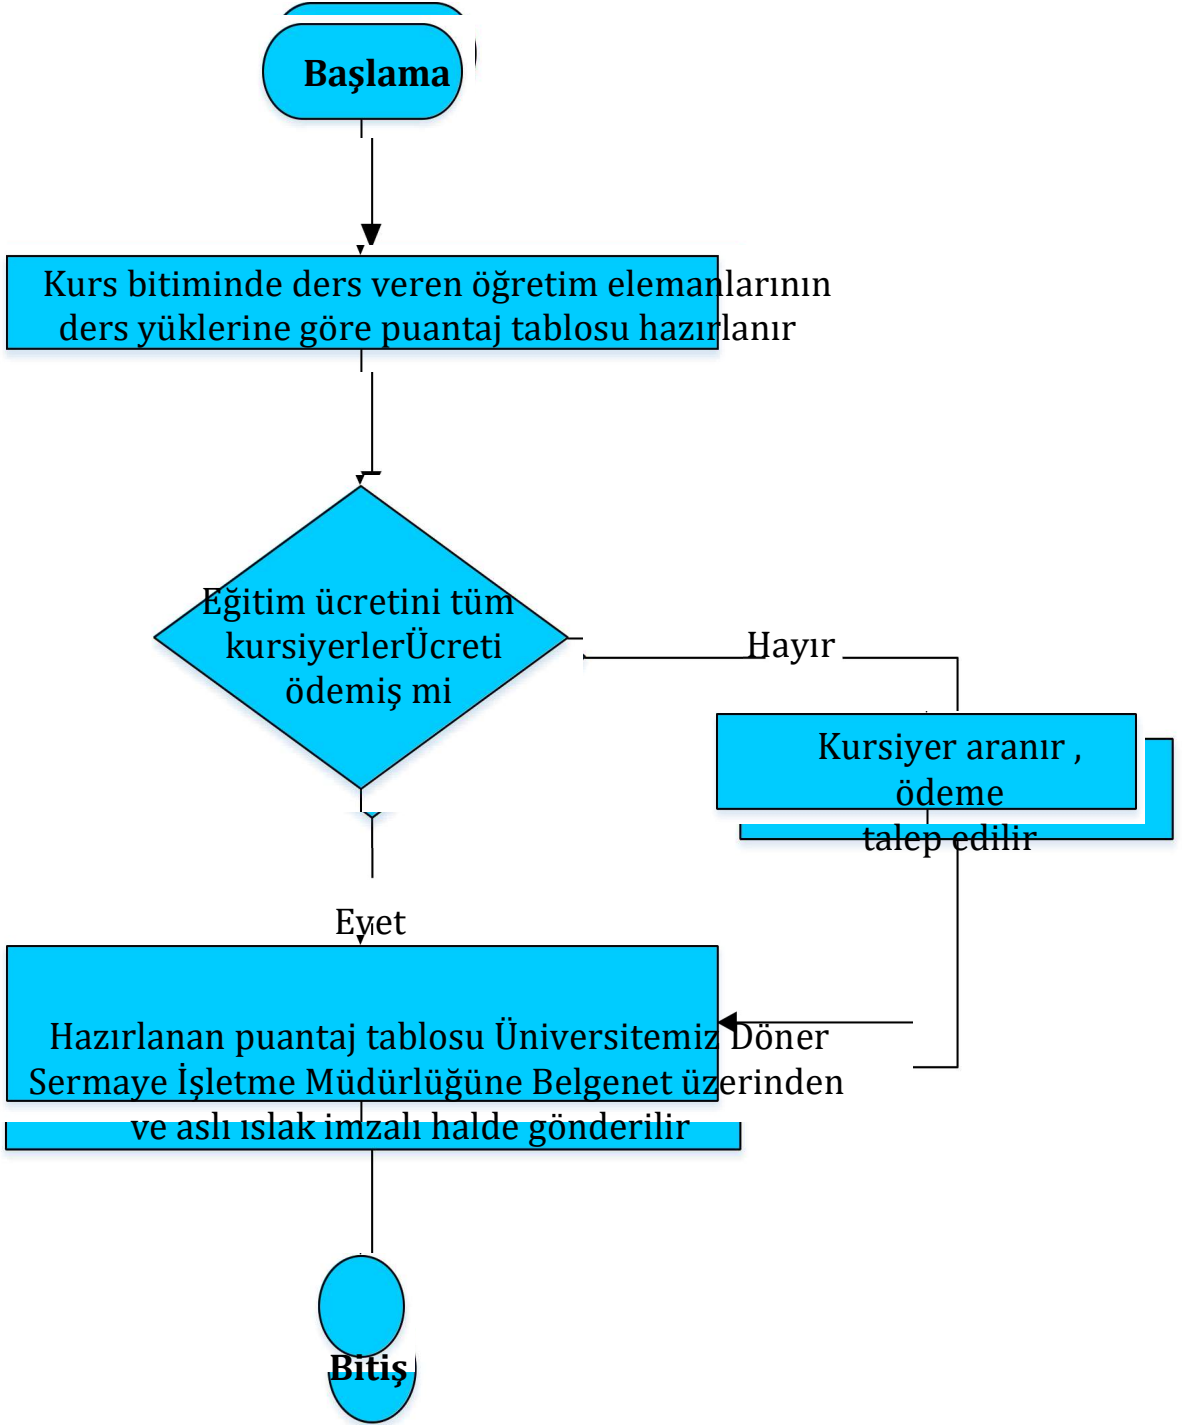 Başlama
Kurs bitiminde ders veren öğretim elemanlarının
ders yüklerine göre puantaj tablosu hazırlanır
Eğitim ücretini tüm
kursiyerlerÜcreti
ödemiş mi
Hayır
Kursiyer aranır ,
ödeme
talep edilir
Evet
Hazırlanan puantaj tablosu Üniversitemiz Döner
Sermaye İşletme Müdürlüğüne Belgenet üzerinden
ve aslı ıslak imzalı halde gönderilir
Bitiş